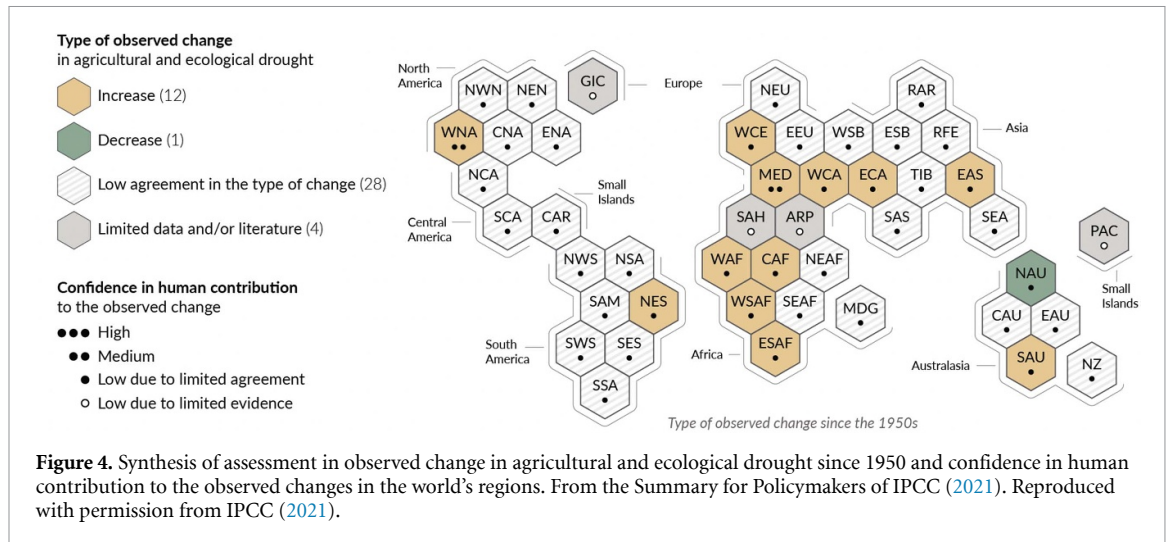 Type of observed change
in agricultural and ecological drought
Increase (12)
Decrease (1)
Low agreement in the type of change (28)
Limited data and/or literature (4)
Confidence in human contribution
to the observed change
High
Medium
Low due to limited agreement
Low due to limited evidence
North
America
GIC
Europe
NWN NEN
NEU
RAR
WNA CNA ENA
WCE EEU WSB ESB RFE
Asia
NCA
MED WCA ECA TIB EAS
Small
Islands
Central
America
SCA CAR
SAH ARP
SAS
SEA
PAC
Small
Islands
NWS NSA
WAF CAF NEAF
NAU
SAM NES
WSAF SEAF
MDG
CAU EAU
South
America
SWS SES
Africa
ESAF
Australasia
SAU
NZ
SSA
Type of observed change since the 1950s
Figure 4. Synthesis of assessment in observed change in agricultural and ecological drought since 1950 and confidence in human
contribution to the observed changes in the world's regions. From the Summary for Policymakers of IPCC (2021). Reproduced
with permission from IPCC (2021).